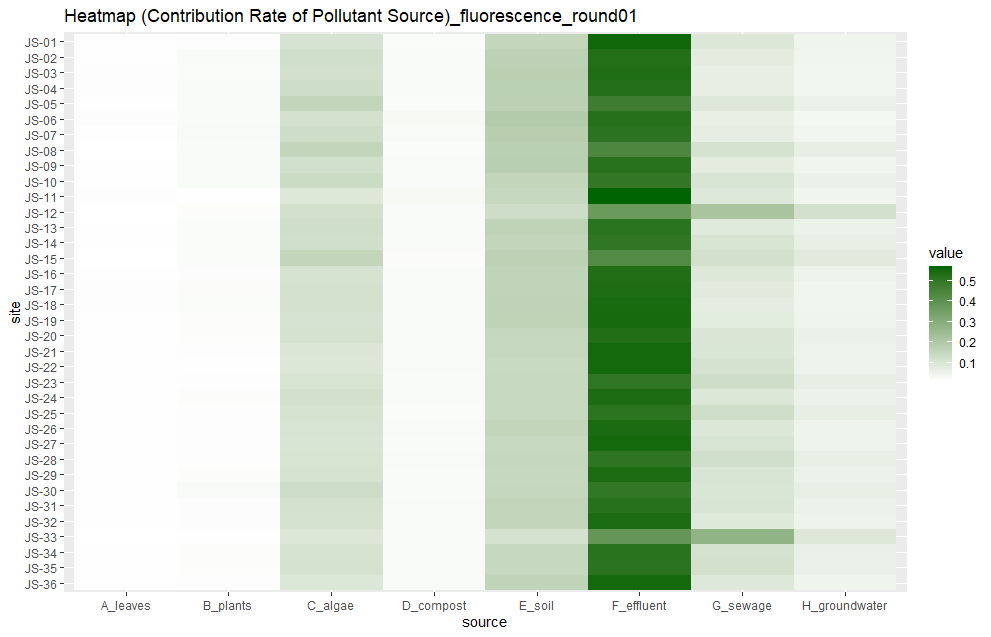 Heatmap (Contribution Rate of Pollutant Source)_fluorescence_round01
JS-01
JS-02
JS-03
JS-04
JS-05
JS-06
JS-07
JS-08
JS-09
JS-10
JS-11
JS-12
JS-13
JS-14
JS-15
JS-16
JS-17
JS-18
JS-19
JS-20
JS-21
JS-22
JS-23
JS-24
JS-25
JS-26
JS-27
JS-28
JS-29
JS-30
JS-31
JS-32
JS-33
JS-34
JS-35
JS-36
site
A_leaves B_plants C_algae D_compost E_soil F_effluent G_sewage H_groundwater
source
value
0.5
0.4
0.3
0.2
0.1